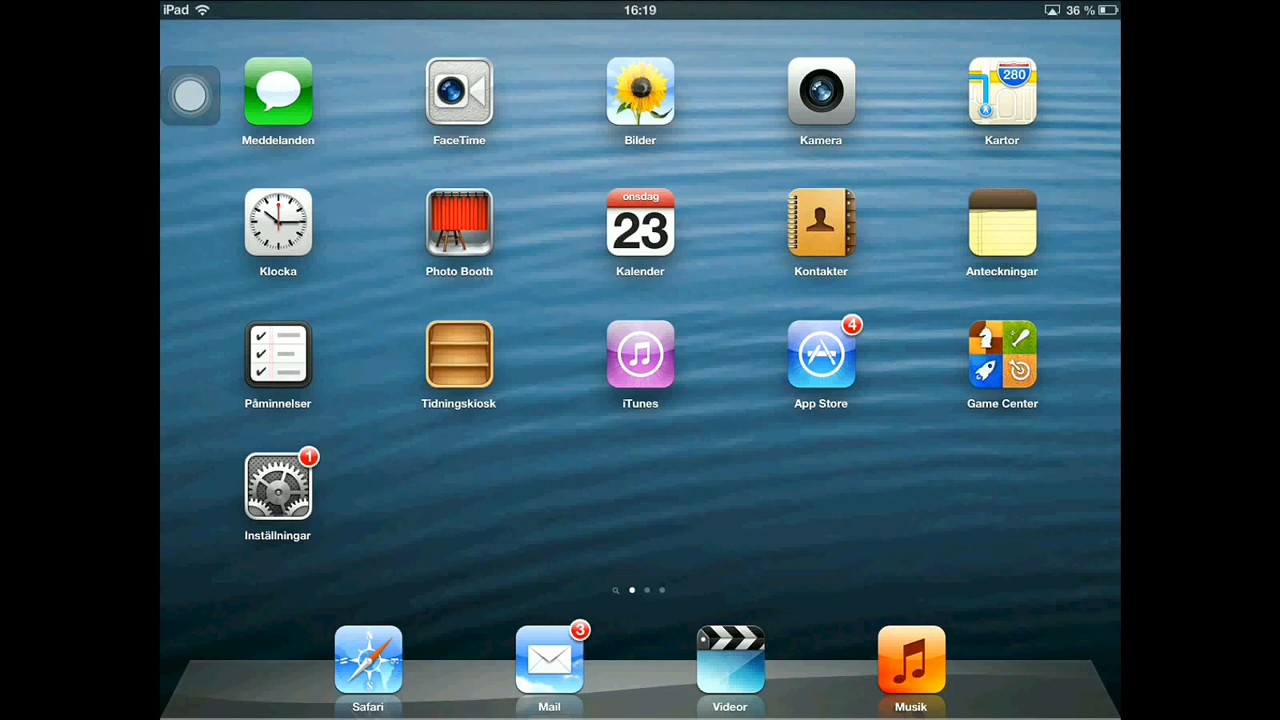 iPad 16:19 36 %
280
Meddelanden FaceTime Bilder Kamera Kartor
onsdag
23
Klocka Photo Booth Kalender Kontakter Anteckningar
4
Påminnelser Tidningskiosk iTunes App Store Game Center
1
Inställningar
3
Safari Mail Videor Musik